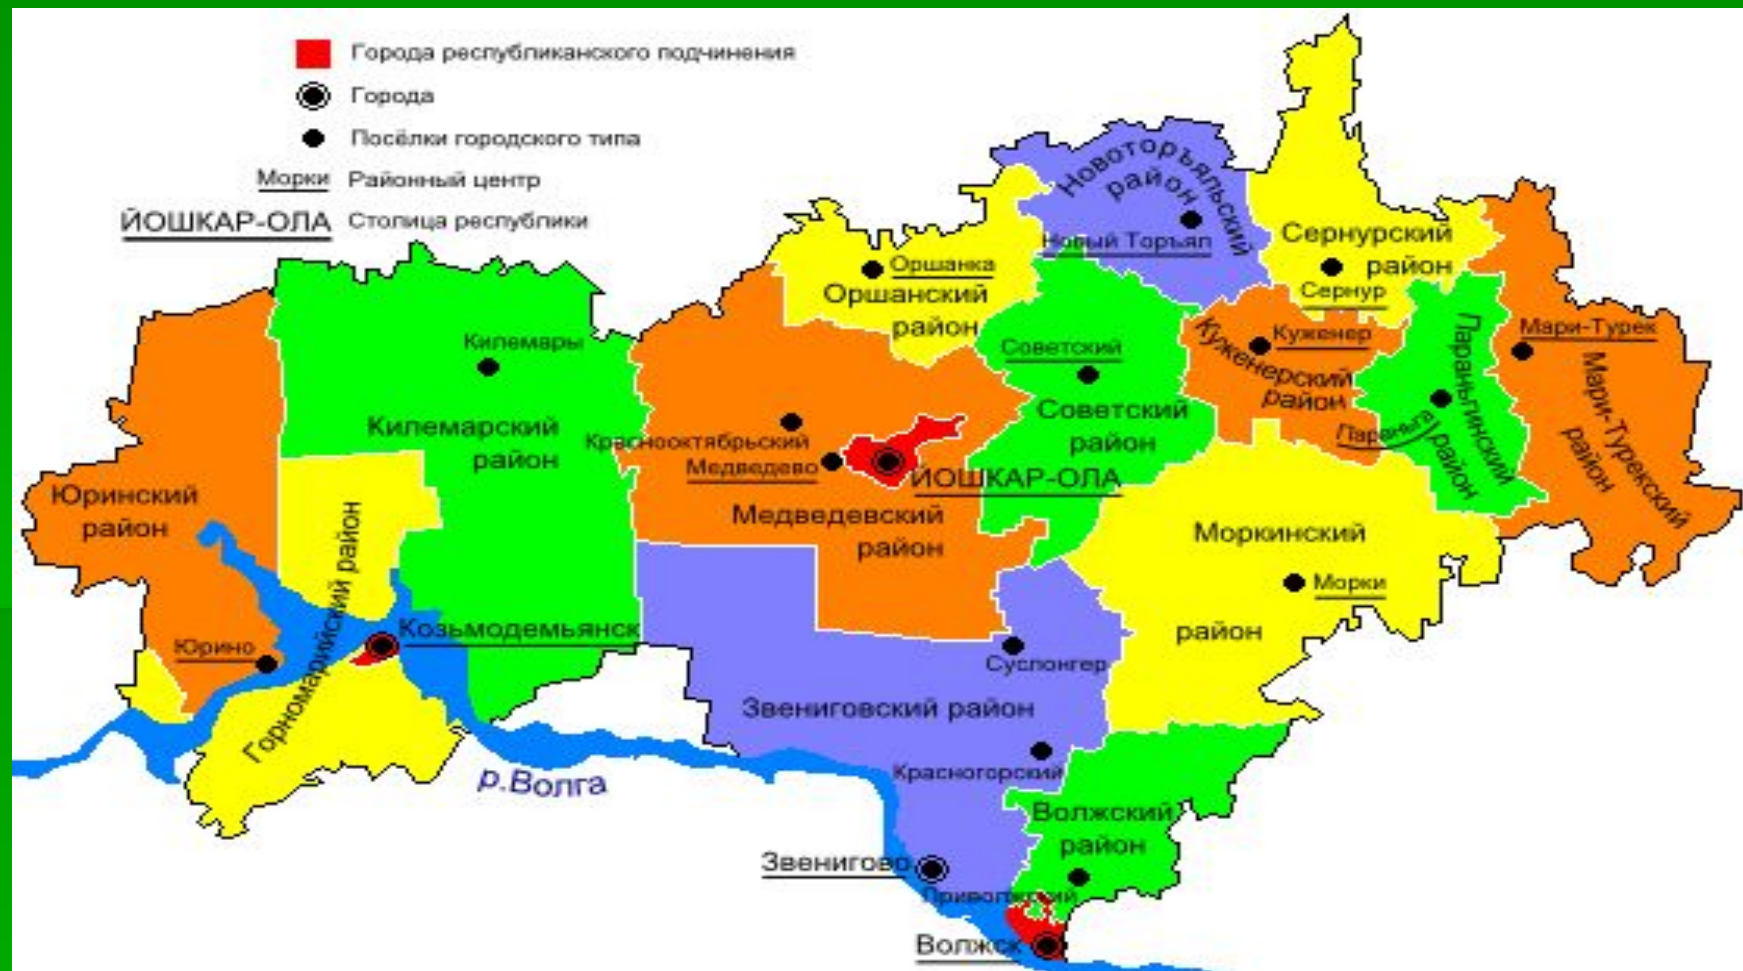 Города республиканского подчинения
Города
Посёлки городского типа
Морки Районный центр
ЙОШКАР-ОЛА Столица республики
Новоторъяльский
район
Новый Торъял
Сернурский
район
Сернур
Оршанка
Оршанский
район
Килемары
Килемарский
район
Советский
Советский
район
Куженер
Куженерский
район
Параньга
Параньгинский
район
Мари-Турек
Мари-Турекский
район
Краснооктябрьский
Медведево
ЙОШКАР-ОЛА
Медведевский
район
Юринский
район
Юрино
Горномарийский район
Козьмодемьянск
Моркинский
район
Морки
Суслонгер
Звениговский район
Красногорский
р.Волга
Волжский
район
Звенигово
Приволжский
Волжск